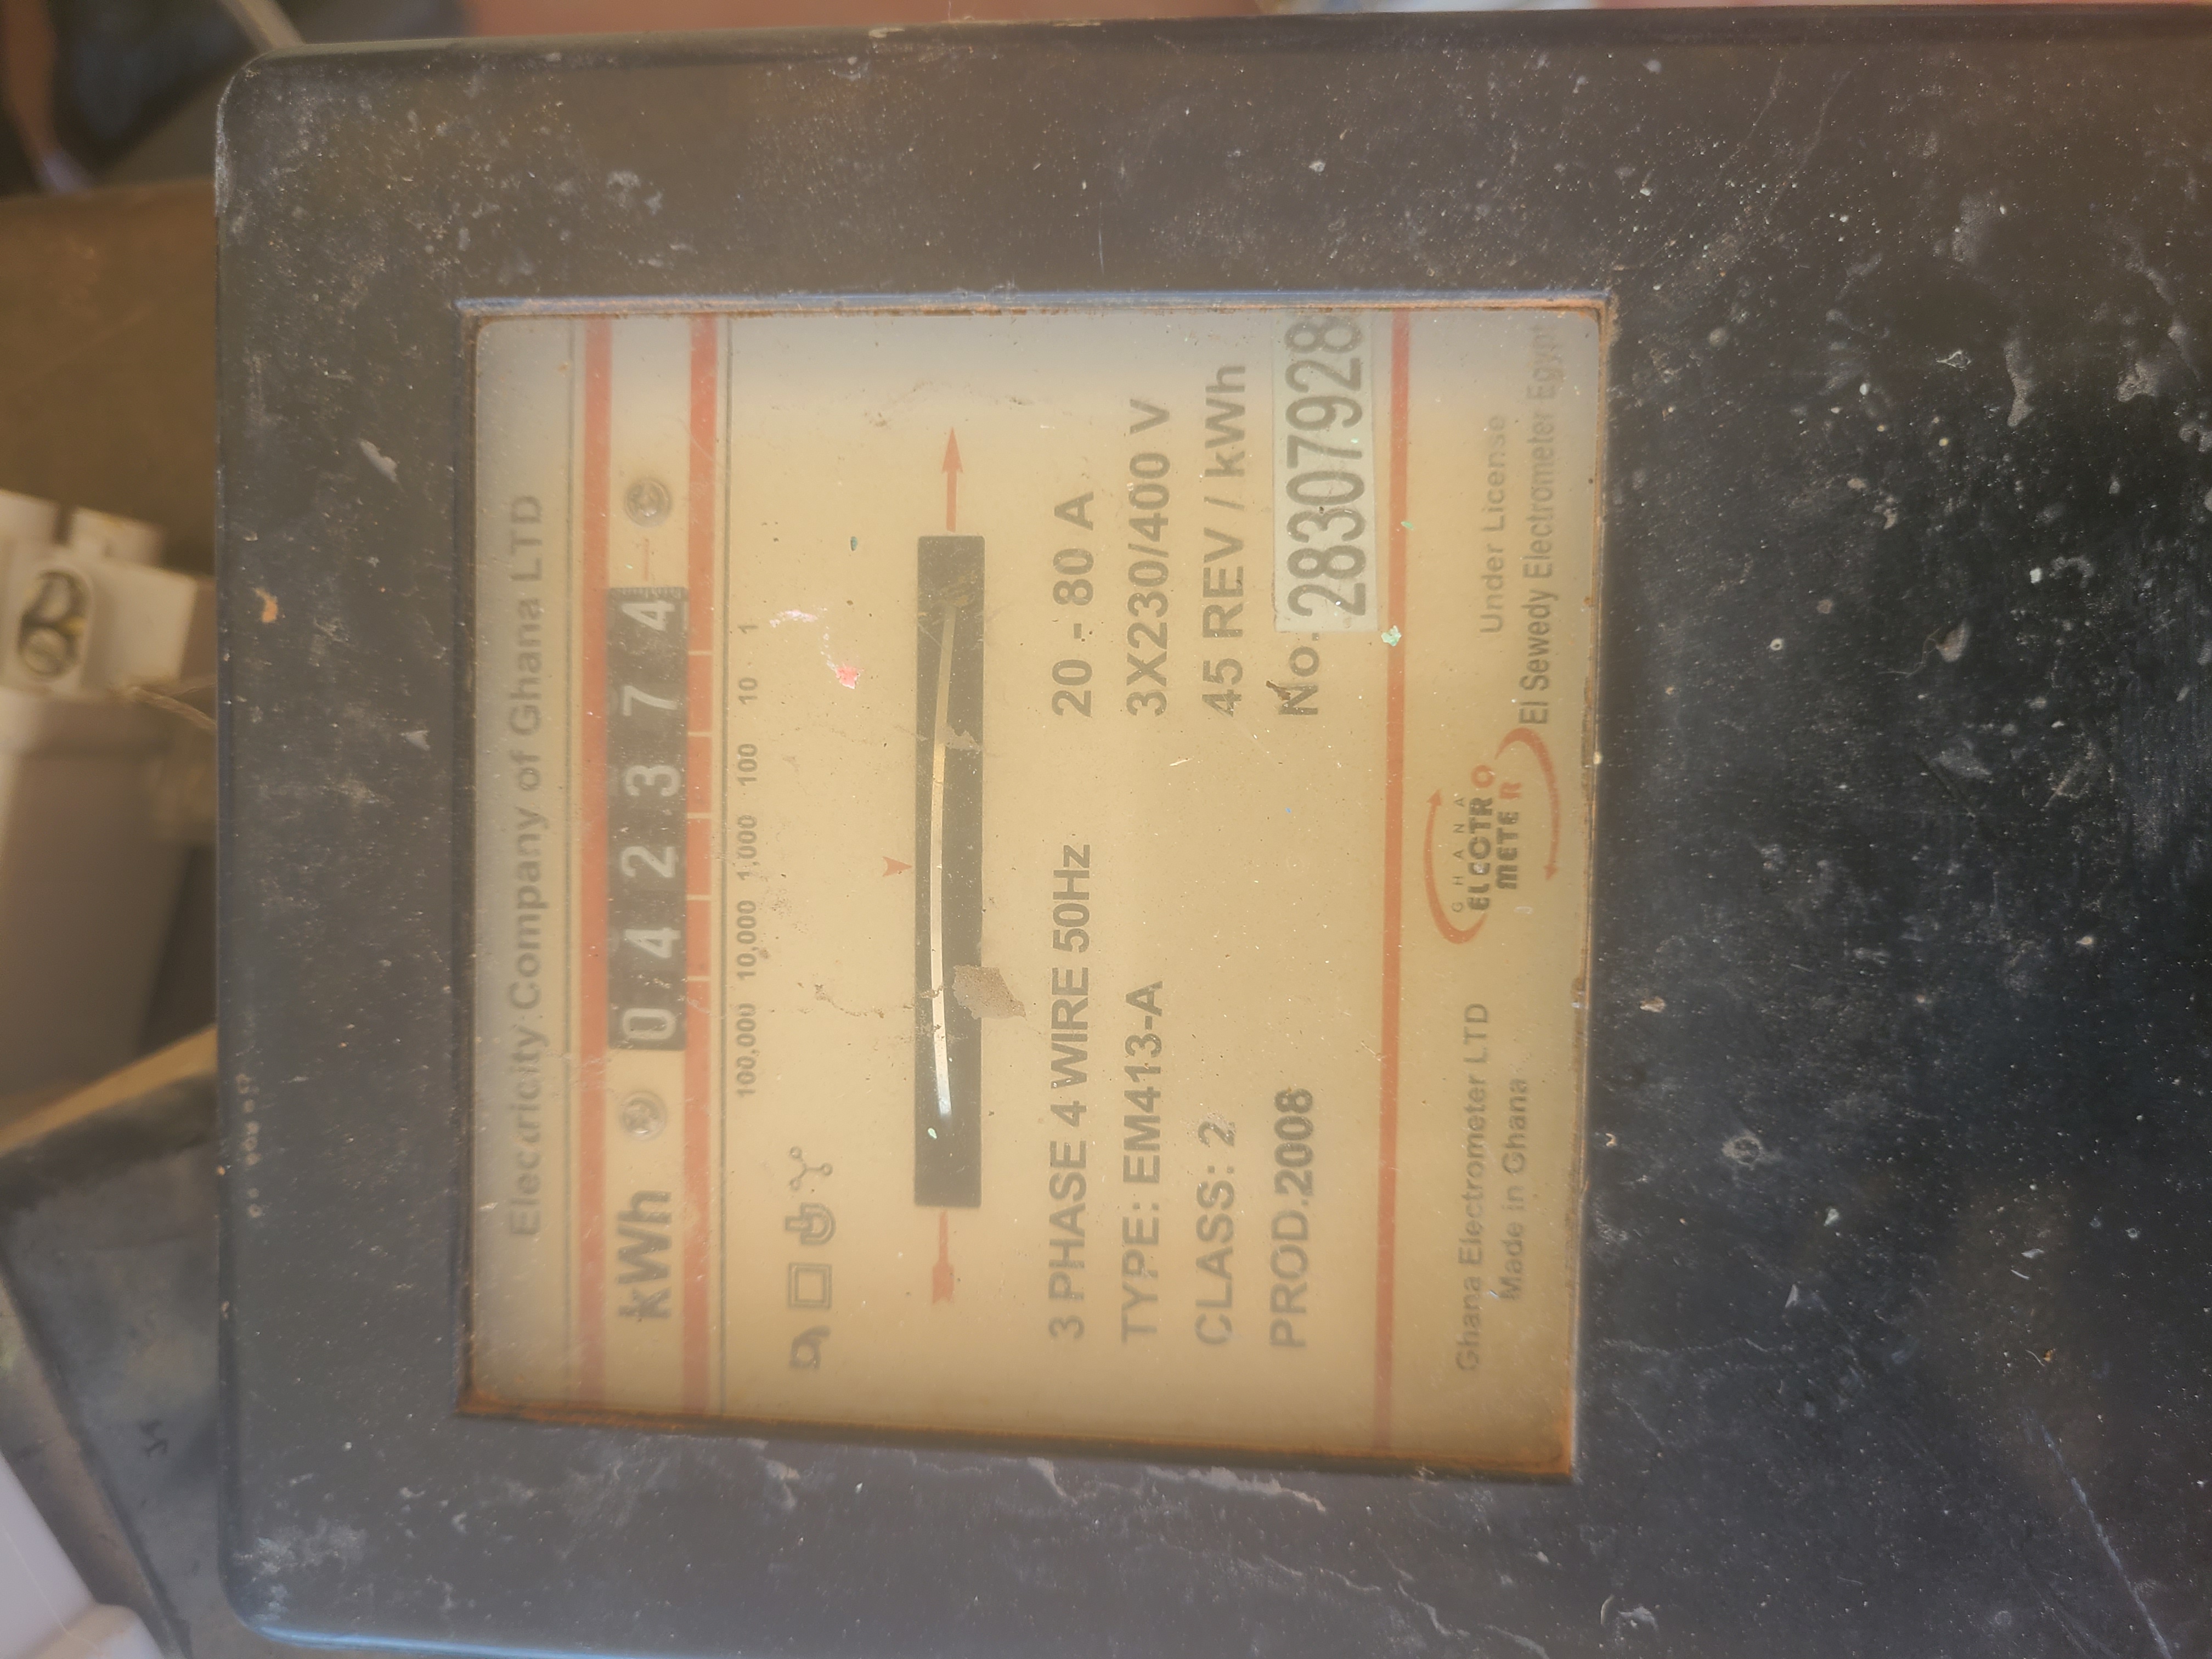 Electricity Company of Ghana LTD
kWh 042374
100,000 10,000 1,000 100 10 1
3 PHASE 4 WIRE 50Hz 20 - 80 A
TYPE: EM413-A 3X230/400 V
CLASS: 2 45 REV / kWh
PROD.2008 No. 28307928
Ghana Electrometer LTD
Made in Ghana
GHANA
ELECTRO
METER
Under License
El Sewedy Electrometer Egypt